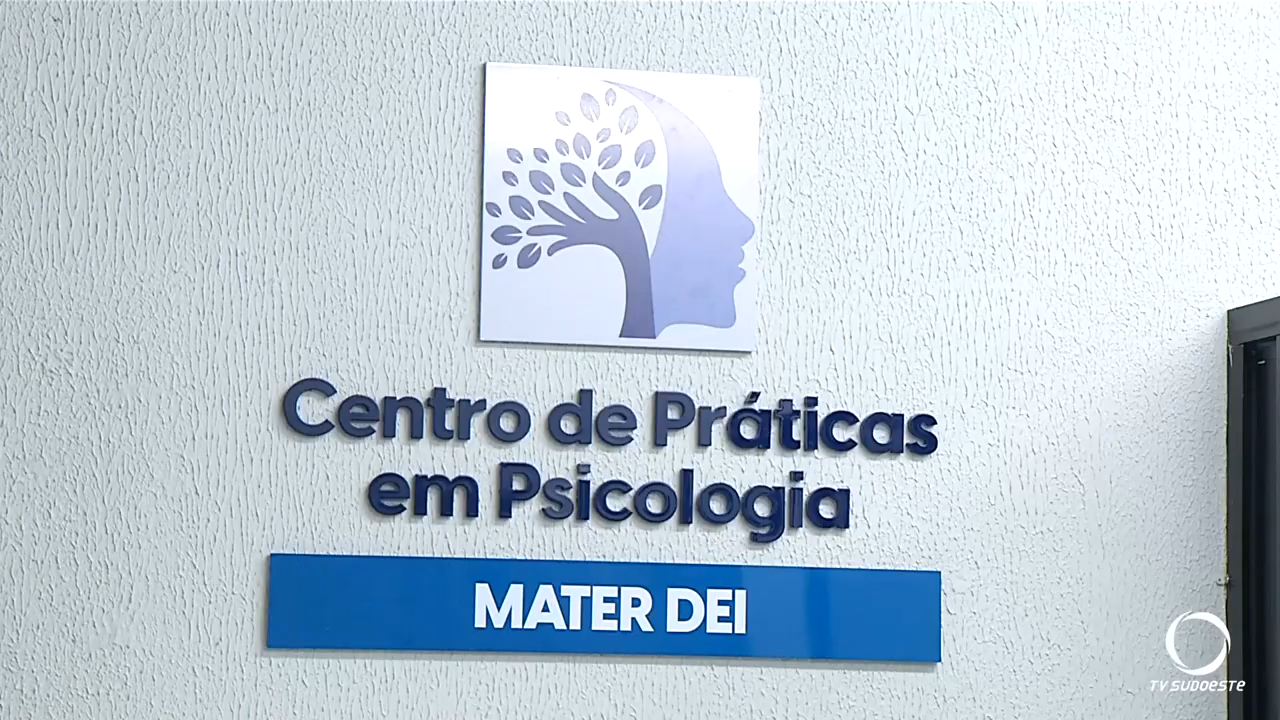 Centro de Práticas
em Psicologia
MATER DEI
TV SUDOESTE